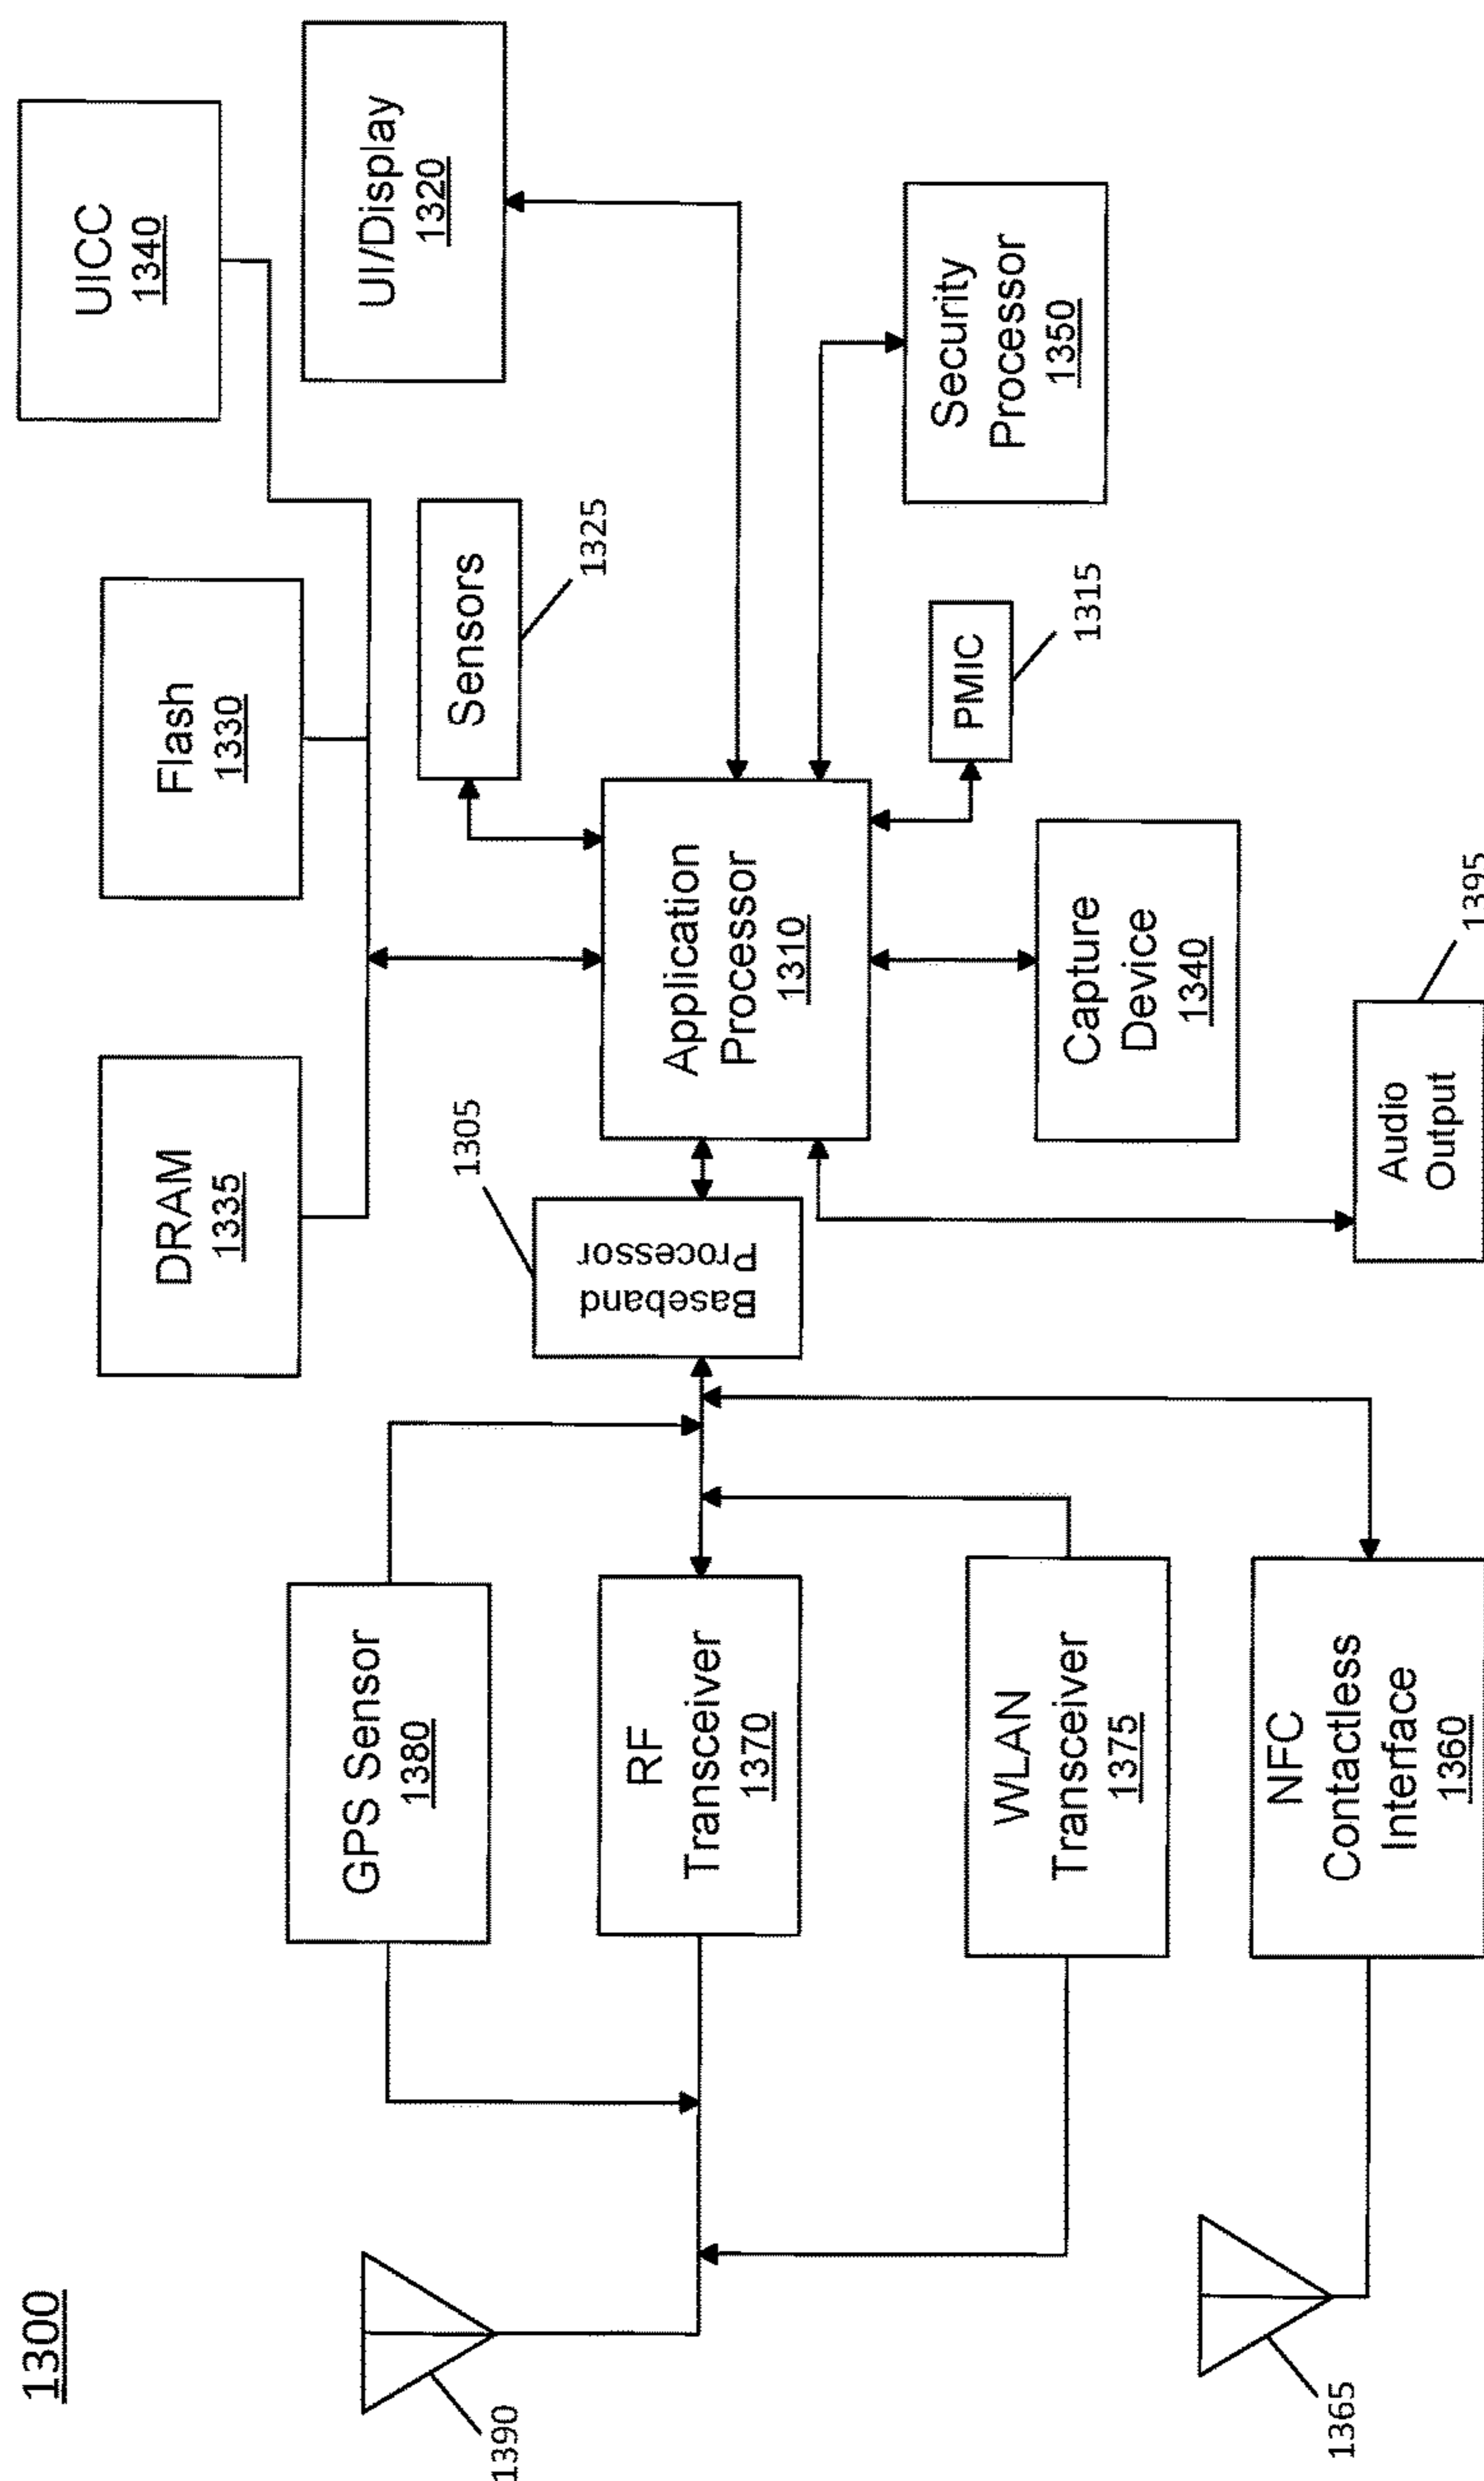 1300
UICC
1340
UI/Display
1320
Flash
1330
Sensors
1325
DRAM
1335
Security
Processor
1350
PMIC
1315
Application
Processor
1310
Capture
Device
1340
1305
Baseband
Processor
Audio
Output
1395
GPS Sensor
1380
RF
Transceiver
1370
WLAN
Transceiver
1375
NFC
Contactless
Interface
1360
1390
1365